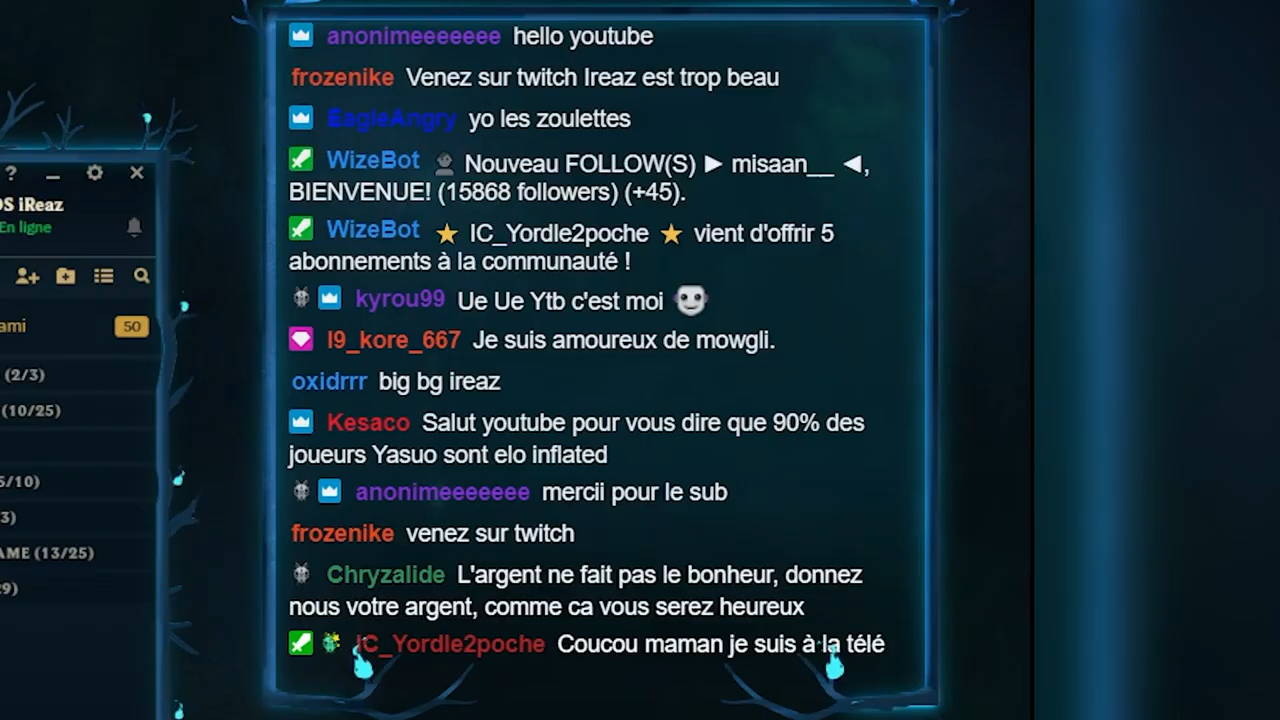 anonimeeeeeee hello youtube
frozenike Venez sur twitch Ireaz est trop beau
EagleAngry yo les zoulettes
WizeBot Nouveau FOLLOW(S) ► misaan__ ◄,
BIENVENUE! (15868 followers) (+45).
WizeBot ★ IC_Yordle2poche ★ vient d'offrir 5
abonnements à la communauté !
kyrou99 Ue Ue Ytb c'est moi
l9_kore_667 Je suis amoureux de mowgli.
oxidrrr big bg ireaz
Kesaco Salut youtube pour vous dire que 90% des
joueurs Yasuo sont elo inflated
anonimeeeeeee mercii pour le sub
frozenike venez sur twitch
Chryzalide L'argent ne fait pas le bonheur, donnez
nous votre argent, comme ca vous serez heureux
IC_Yordle2poche Coucou maman je suis à la télé
? _ ✕
OS iReaz
En ligne
ami 50
(2/3)
(10/25)
5/10)
3)
AME (13/25)
29)